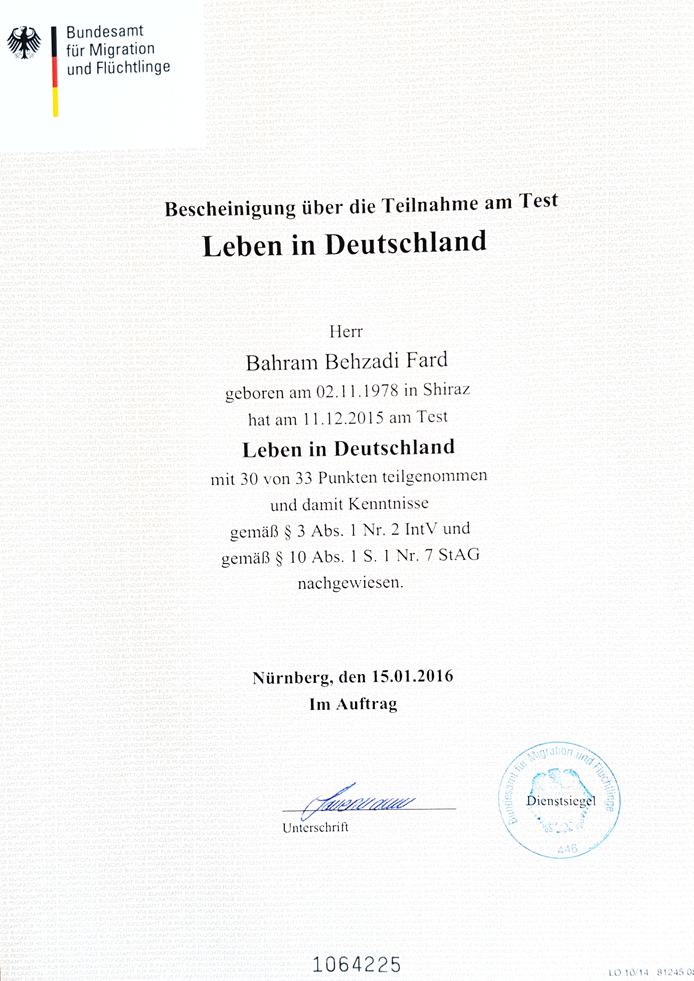 Bundesamt
für Migration
und Flüchtlinge
Bescheinigung über die Teilnahme am Test
Leben in Deutschland
Herr
Bahram Behzadi Fard
geboren am 02.11.1978 in Shiraz
hat am 11.12.2015 am Test
Leben in Deutschland
mit 30 von 33 Punkten teilgenommen
und damit Kenntnisse
gemäß § 3 Abs. 1 Nr. 2 IntV und
gemäß § 10 Abs. 1 S. 1 Nr. 7 StAG
nachgewiesen.
Nürnberg, den 15.01.2016
Im Auftrag
Unterschrift
Bundesamt für Migration und Flüchtlinge
Dienstsiegel
446
1064225
LO 10/14 81245 08